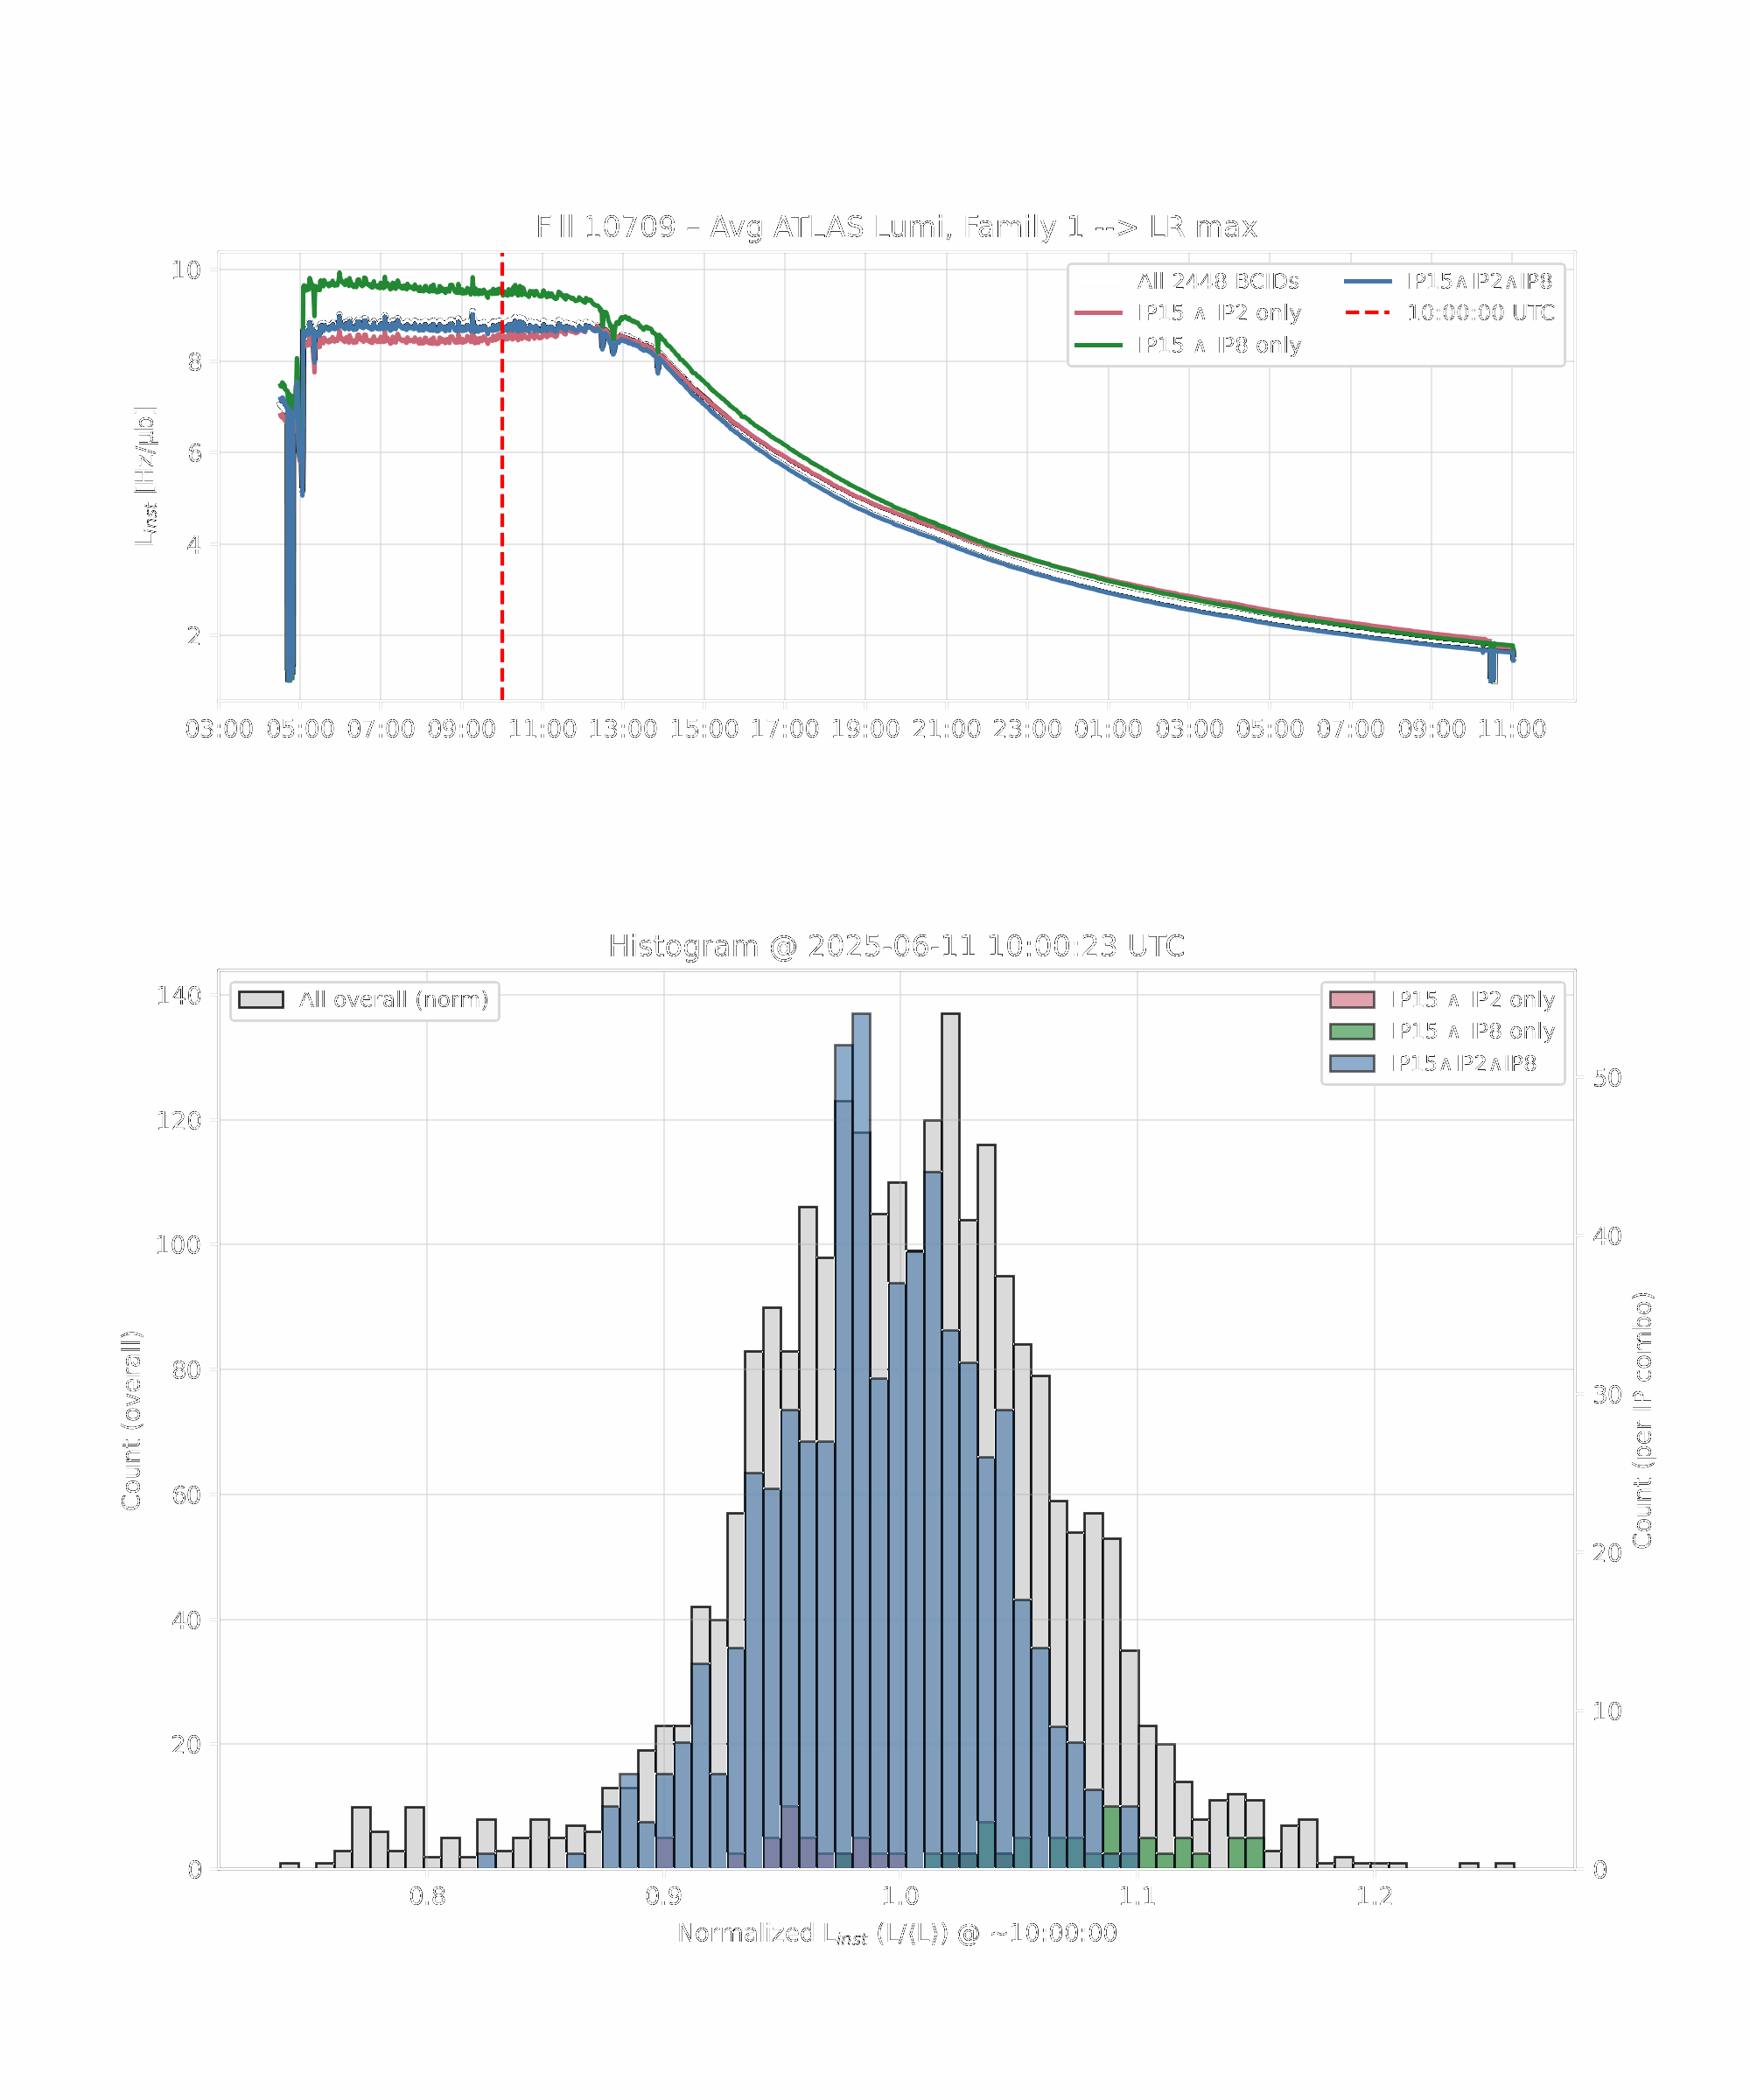 Fill 10709 – Avg ATLAS Lumi, Family 1 --> LR max
All 2448 BCIDs
IP15 ∧ IP2 only
IP15 ∧ IP8 only
IP15∧IP2∧IP8
10:00:00 UTC
L_inst [Hz/μb]
10
8
6
4
2
03:00 05:00 07:00 09:00 11:00 13:00 15:00 17:00 19:00 21:00 23:00 01:00 03:00 05:00 07:00 09:00 11:00
Histogram @ 2025-06-11 10:00:23 UTC
All overall (norm)
IP15 ∧ IP2 only
IP15 ∧ IP8 only
IP15∧IP2∧IP8
Count (overall)
140
120
100
80
60
40
20
0
50
40
30
20
10
0
Count (per IP combo)
0.8 0.9 1.0 1.1 1.2
Normalized L_inst (L/⟨L⟩) @ ~10:00:00